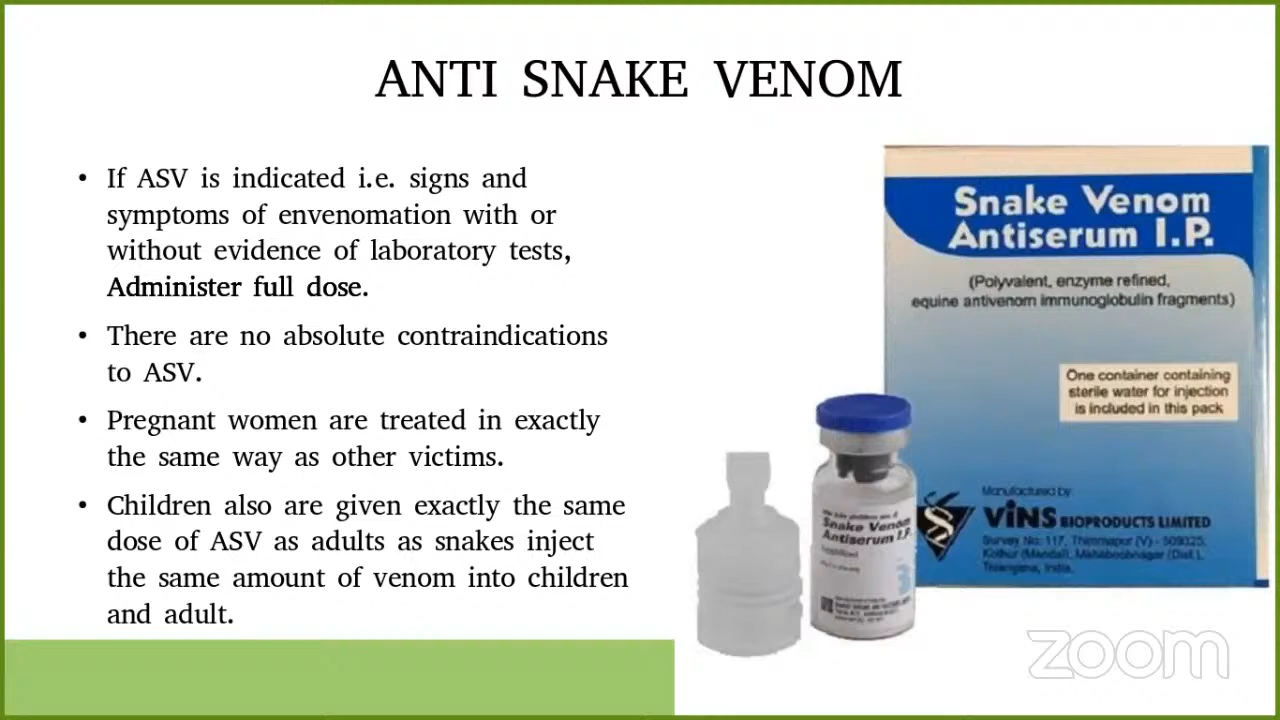 ANTI SNAKE VENOM
• If ASV is indicated i.e. signs and
symptoms of envenomation with or
without evidence of laboratory tests,
Administer full dose.
• There are no absolute contraindications
to ASV.
• Pregnant women are treated in exactly
the same way as other victims.
• Children also are given exactly the same
dose of ASV as adults as snakes inject
the same amount of venom into children
and adult.
Snake Venom
Antiserum I.P.
(Polyvalent, enzyme refined,
equine antivenom immunoglobulin fragments)
One container containing
sterile water for injection
is included in this pack
Manufactured by
VINS BIOPRODUCTS LIMITED
Survey No: 117, Thimmapur (V) - 509325,
Kothur (Mandal), Mahaboobnagar (Dist.),
Telangana, India.
Snake Venom
Antiserum I.P.
zoom